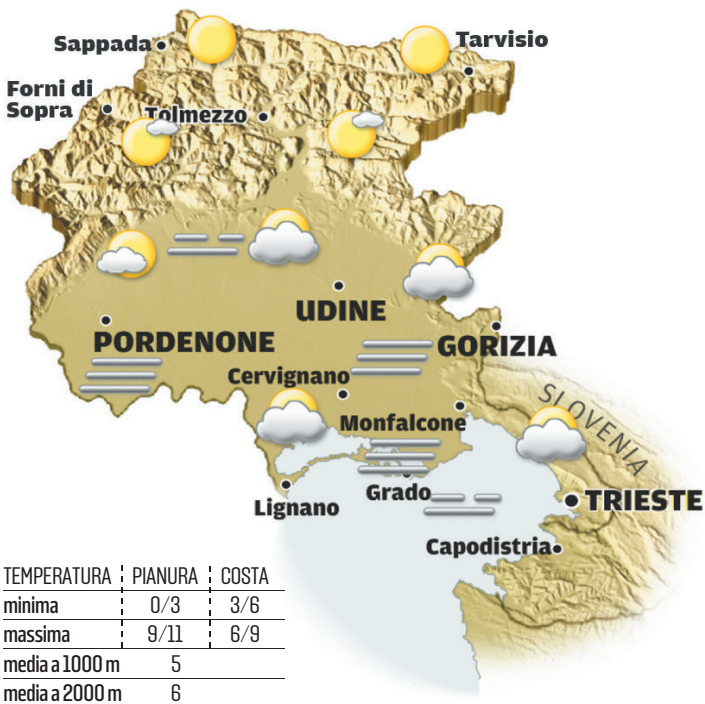 Sappada
Tarvisio
Forni di
Sopra
Tolmezzo
UDINE
PORDENONE
GORIZIA
Cervignano
SLOVENIA
Monfalcone
Grado
Lignano
TRIESTE
Capodistria
TEMPERATURA PIANURA COSTA
minima 0/3 3/6
massima 9/11 6/9
media a 1000 m 5
media a 2000 m 6